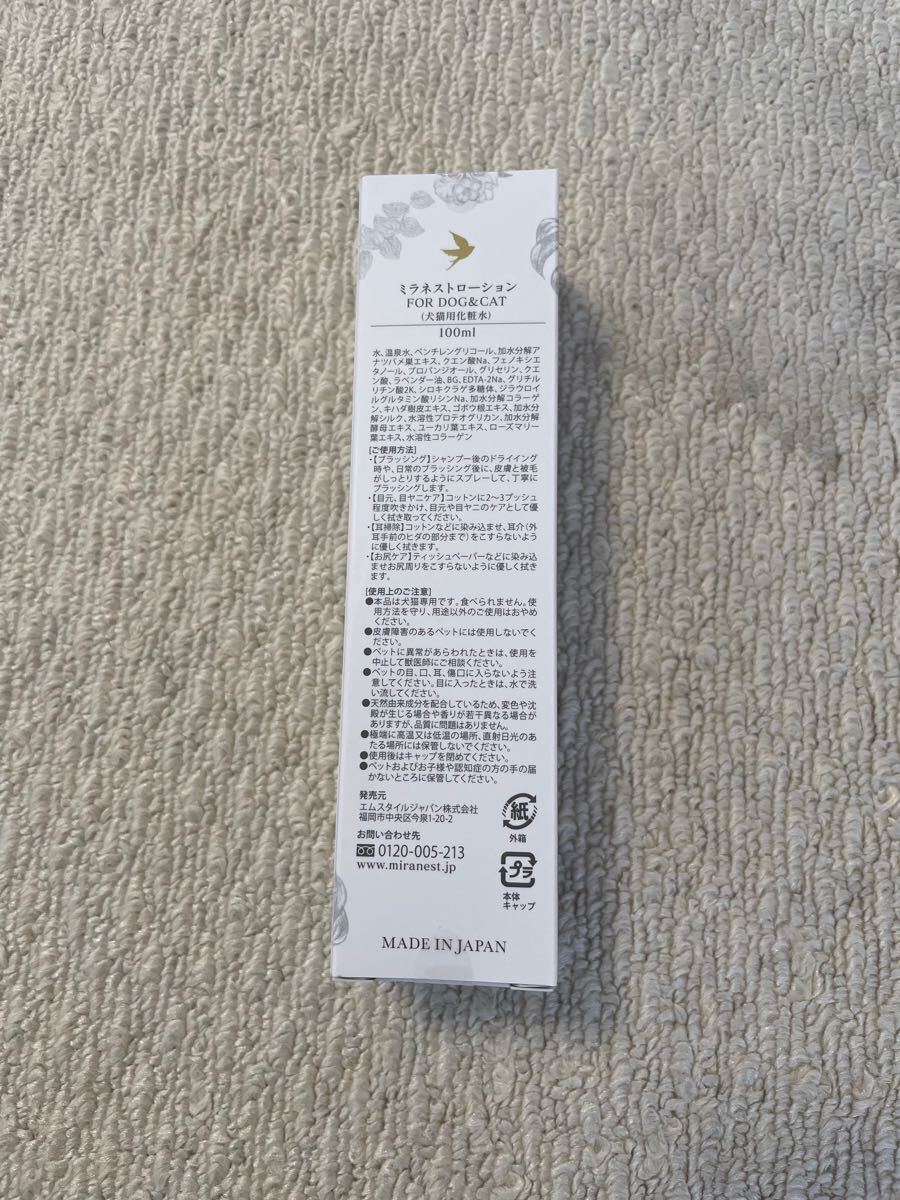 ミラネストローション
FOR DOG&CAT
(犬猫用化粧水)
100ml
水、温泉水、ペンチレングリコール、加水分解ア
ナツバメ巣エキス、クエン酸Na、フェノキシエ
タノール、プロパンジオール、グリセリン、クエ
ン酸、ラベンダー油、BG、EDTA-2Na、グリチル
リチン酸2K、シロキクラゲ多糖体、ジラウロイ
ルグルタミン酸リシンNa、加水分解コラーゲ
ン、キハダ樹皮エキス、ゴボウ根エキス、加水分
解シルク、水溶性プロテオグリカン、加水分解
酵母エキス、ユーカリ葉エキス、ローズマリー
葉エキス、水溶性コラーゲン
[ご使用方法]
・【ブラッシング】シャンプー後のドライイング
時や、日常のブラッシング後に、皮膚と被毛
がしっとりするようにスプレーして、丁寧に
ブラッシングします。
・【目元、目ヤニケア】コットンに2〜3プッシュ
程度吹きかけ、目元や目ヤニのケアとして優
しく拭き取ってください。
・【耳掃除】コットンなどに染み込ませ、耳介(外
耳手前のヒダの部分まで)をこすらないよう
に優しく拭きます。
・【お尻ケア】ティッシュペーパーなどに染み込
ませお尻周りをこすらないように優しく拭き
ます。
[使用上のご注意]
●本品は犬猫専用です。食べられません。使
用方法を守り、用途以外のご使用はおやめ
ください。
●皮膚障害のあるペットには使用しないでく
ださい。
●ペットに異常があらわれたときは、使用を
中止して獣医師にご相談ください。
●ペットの目、口、耳、傷口に入らないよう注
意してください。目に入ったときは、水で洗
い流してください。
●天然由来成分を配合しているため、変色や沈
殿が生じる場合や香りが若干異なる場合が
ありますが、品質に問題はありません。
●極端に高温又は低温の場所、直射日光のあ
たる場所には保管しないでください。
●使用後はキャップを閉めてください。
●ペットおよびお子様や認知症の方の手の届
かないところに保管してください。
発売元
エムスタイルジャパン株式会社
福岡市中央区今泉1-20-2
お問い合わせ先
0120-005-213
www.miranest.jp
紙
外箱
プラ
本体
キャップ
MADE IN JAPAN